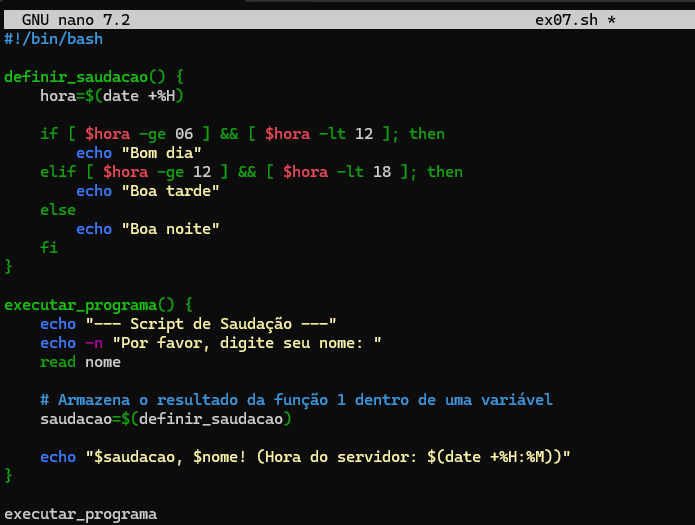 GNU nano 7.2 ex07.sh *
#!/bin/bash
definir_saudacao() {
    hora=$(date +%H)
    if [ $hora -ge 06 ] && [ $hora -lt 12 ]; then
        echo "Bom dia"
    elif [ $hora -ge 12 ] && [ $hora -lt 18 ]; then
        echo "Boa tarde"
    else
        echo "Boa noite"
    fi
}
executar_programa() {
    echo "--- Script de Saudação ---"
    echo -n "Por favor, digite seu nome: "
    read nome
    # Armazena o resultado da função 1 dentro de uma variável
    saudacao=$(definir_saudacao)
    echo "$saudacao, $nome! (Hora do servidor: $(date +%H:%M))"
}
executar_programa